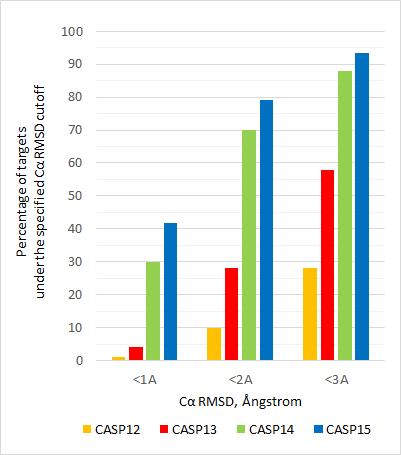 Percentage of targets
under the specified Cα RMSD cutoff
100
90
80
70
60
50
40
30
20
10
0
<1A <2A <3A
Cα RMSD, Ångstrom
CASP12 CASP13 CASP14 CASP15